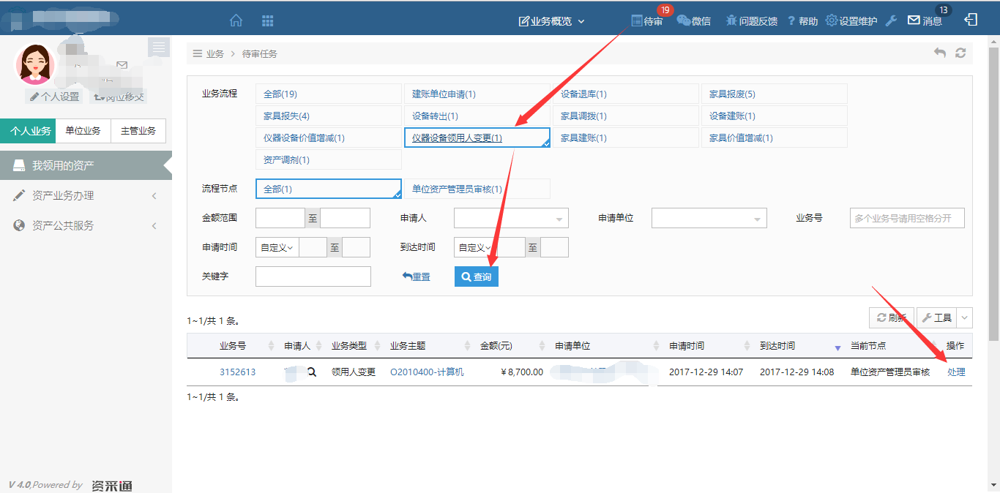 业务概览 待审 19 微信 问题反馈 ? 帮助 设置维护 消息 13
个人设置 岗位移交
个人业务 单位业务 主管业务
我领用的资产
资产业务办理
资产公共服务
V 4.0,Powered by 资采通
业务 > 待审任务
业务流程 全部(19) 建账单位申请(1) 设备退库(1) 家具报废(5)
家具报失(4) 设备转出(1) 家具调拨(1) 设备建账(1)
仪器设备价值增减(1) 仪器设备领用人变更(1) 家具建账(1) 家具价值增减(1)
资产调剂(1)
流程节点 全部(1) 单位资产管理员审核(1)
金额范围 至 申请人 申请单位 业务号 多个业务号请用空格分开
申请时间 自定义 至 到达时间 自定义 至
关键字 重置 查询
1~1/共 1 条。 刷新 工具
业务号 申请人 业务类型 业务主题 金额(元) 申请单位 申请时间 到达时间 当前节点 操作
3152613 领用人变更 O2010400-计算机 ¥8,700.00 2017-12-29 14:07 2017-12-29 14:08 单位资产管理员审核 处理
1~1/共 1 条。